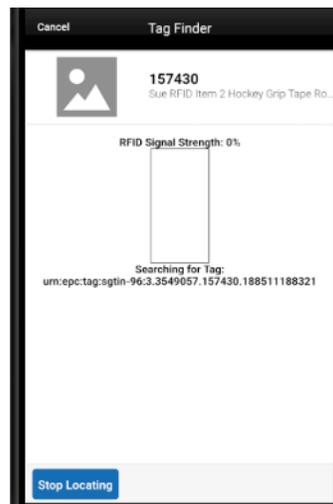 Cancel
Tag Finder
157430
Sue RFID Item 2 Hockey Grip Tape Ro...
RFID Signal Strength: 0%
Searching for Tag:
urn:epc:tag:sgtin-96:3.3549057.157430.188511188321
Stop Locating